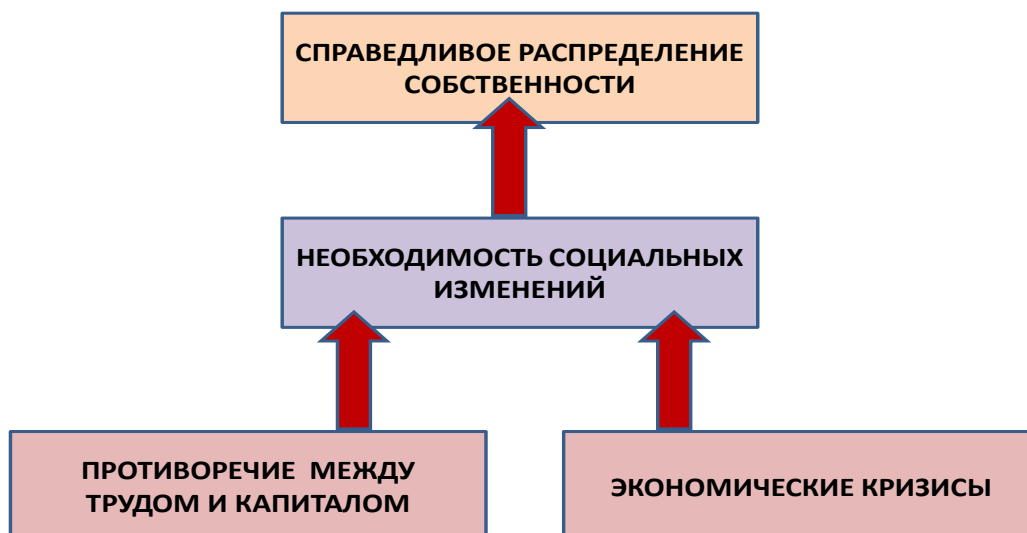 СПРАВЕДЛИВОЕ РАСПРЕДЕЛЕНИЕ
СОБСТВЕННОСТИ
НЕОБХОДИМОСТЬ СОЦИАЛЬНЫХ
ИЗМЕНЕНИЙ
ПРОТИВОРЕЧИЕ МЕЖДУ
ТРУДОМ И КАПИТАЛОМ
ЭКОНОМИЧЕСКИЕ КРИЗИСЫ